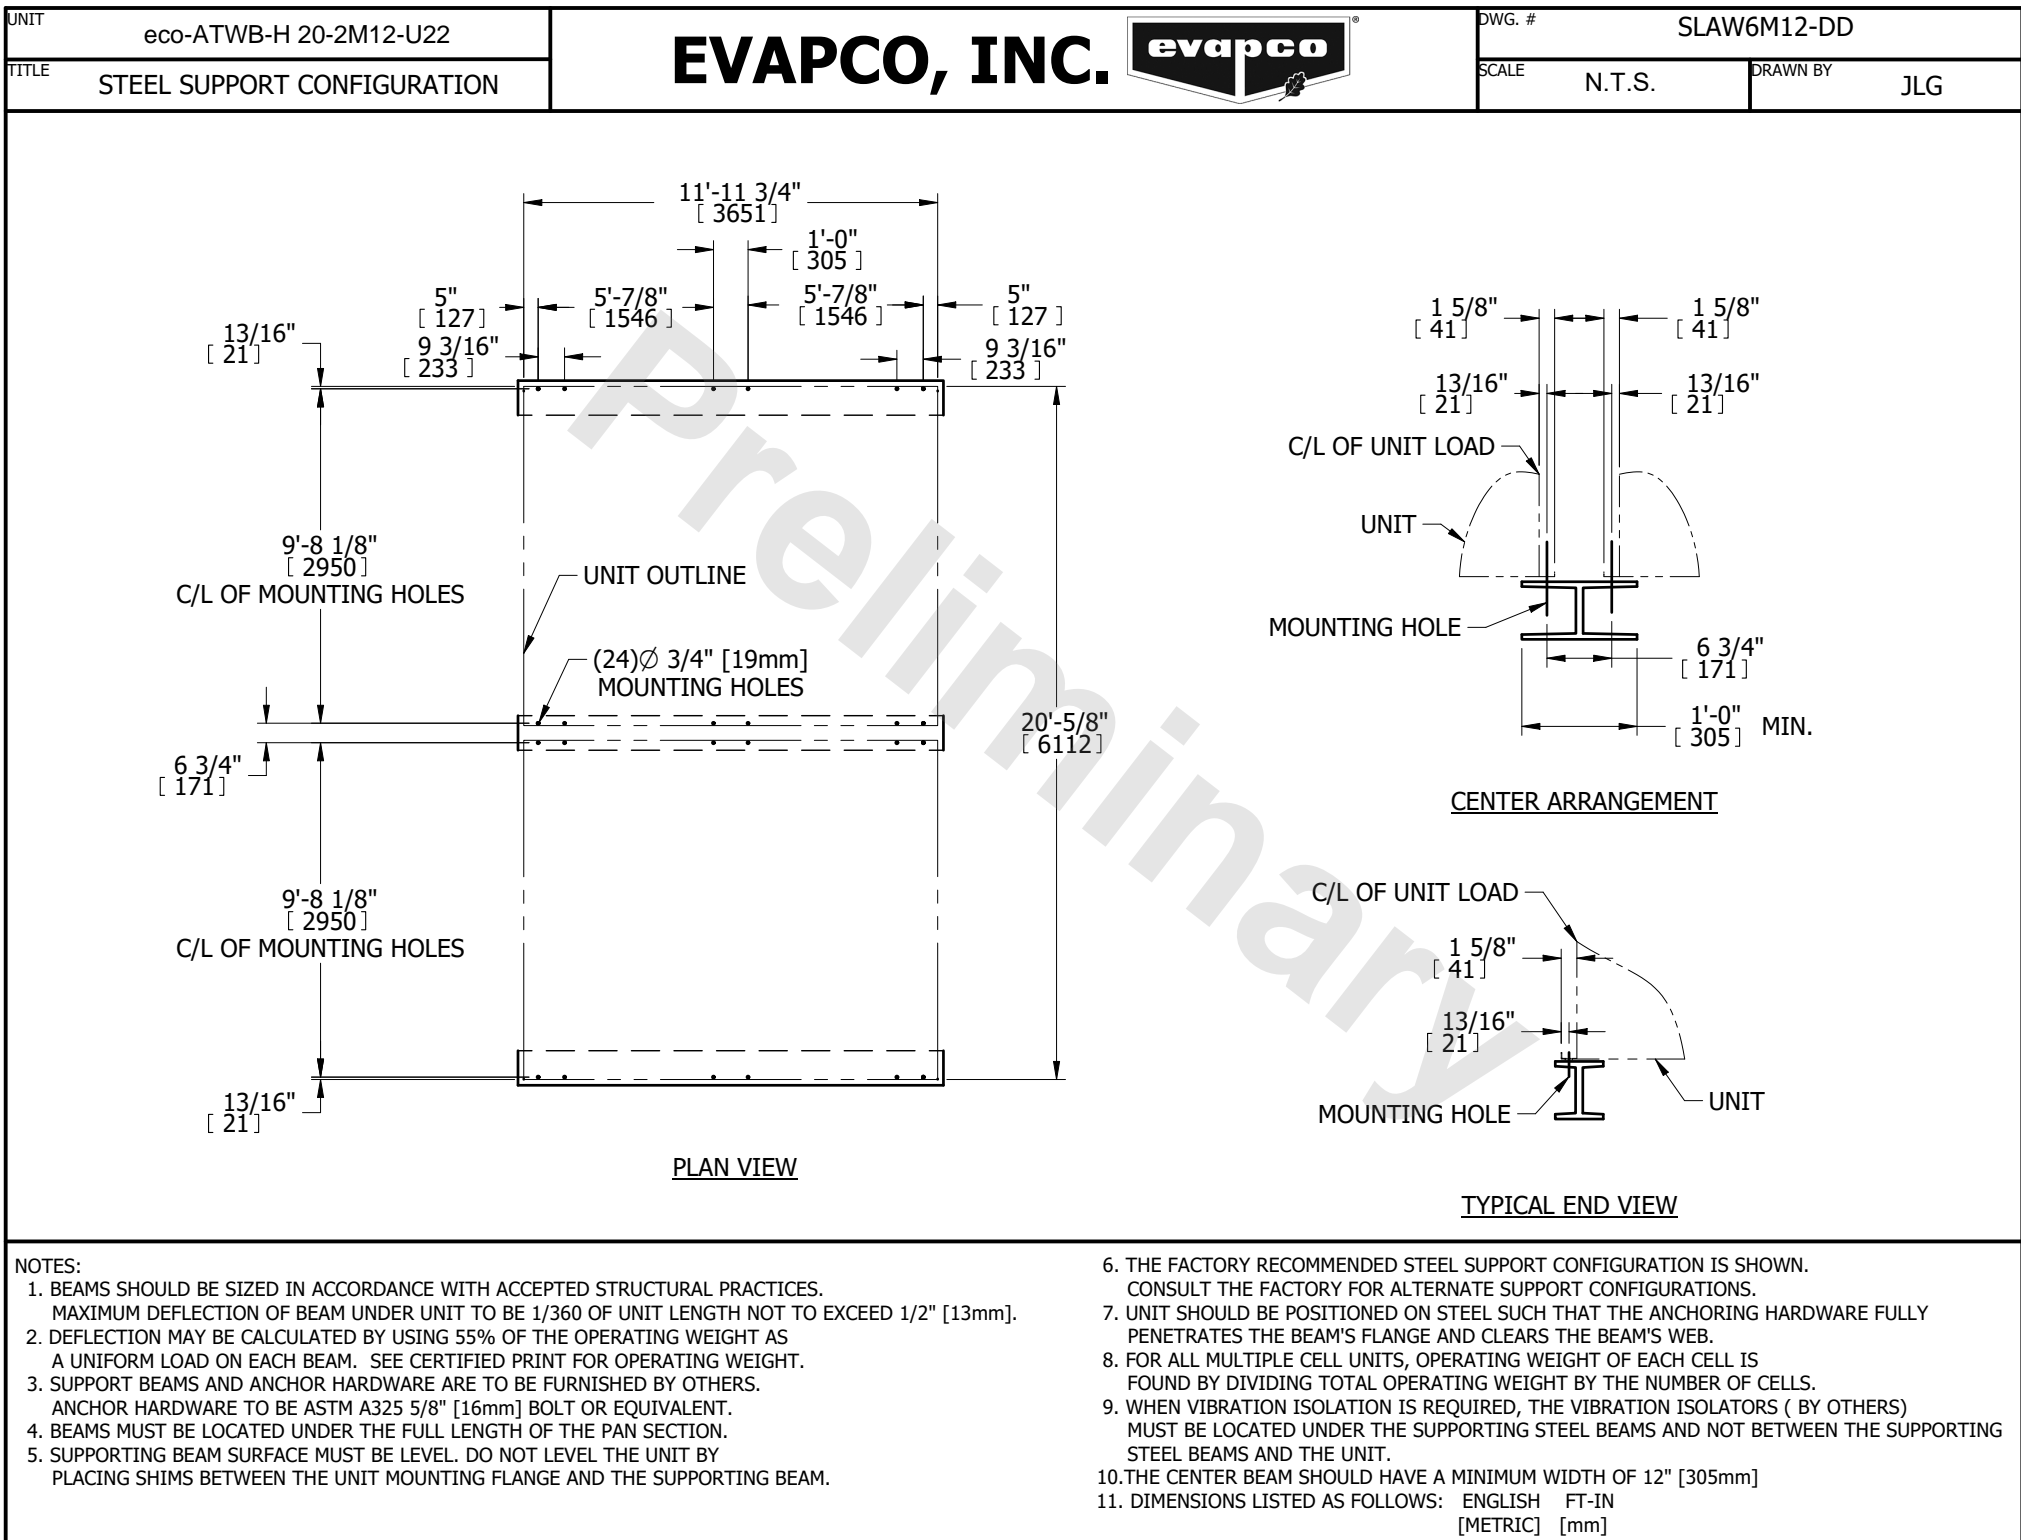 UNIT
eco-ATWB-H 20-2M12-U22
TITLE
STEEL SUPPORT CONFIGURATION
EVAPCO, INC.
evapco®
DWG. #
SLAW6M12-DD
SCALE
N.T.S.
DRAWN BY
JLG
11'-11 3/4"
[ 3651 ]
1'-0"
[ 305 ]
5"
[ 127 ]
5'-7/8"
[ 1546 ]
5'-7/8"
[ 1546 ]
5"
[ 127 ]
13/16"
[ 21 ]
9 3/16"
[ 233 ]
9 3/16"
[ 233 ]
9'-8 1/8"
[ 2950 ]
C/L OF MOUNTING HOLES
UNIT OUTLINE
(24)Ø 3/4" [19mm]
MOUNTING HOLES
20'-5/8"
[ 6112 ]
6 3/4"
[ 171 ]
9'-8 1/8"
[ 2950 ]
C/L OF MOUNTING HOLES
13/16"
[ 21 ]
PLAN VIEW
1 5/8"
[ 41 ]
1 5/8"
[ 41 ]
13/16"
[ 21 ]
13/16"
[ 21 ]
C/L OF UNIT LOAD
UNIT
MOUNTING HOLE
6 3/4"
[ 171 ]
1'-0"
[ 305 ]
MIN.
CENTER ARRANGEMENT
C/L OF UNIT LOAD
1 5/8"
[ 41 ]
13/16"
[ 21 ]
MOUNTING HOLE
UNIT
TYPICAL END VIEW
Preliminary
NOTES:
1. BEAMS SHOULD BE SIZED IN ACCORDANCE WITH ACCEPTED STRUCTURAL PRACTICES.
MAXIMUM DEFLECTION OF BEAM UNDER UNIT TO BE 1/360 OF UNIT LENGTH NOT TO EXCEED 1/2" [13mm].
2. DEFLECTION MAY BE CALCULATED BY USING 55% OF THE OPERATING WEIGHT AS
A UNIFORM LOAD ON EACH BEAM. SEE CERTIFIED PRINT FOR OPERATING WEIGHT.
3. SUPPORT BEAMS AND ANCHOR HARDWARE ARE TO BE FURNISHED BY OTHERS.
ANCHOR HARDWARE TO BE ASTM A325 5/8" [16mm] BOLT OR EQUIVALENT.
4. BEAMS MUST BE LOCATED UNDER THE FULL LENGTH OF THE PAN SECTION.
5. SUPPORTING BEAM SURFACE MUST BE LEVEL. DO NOT LEVEL THE UNIT BY
PLACING SHIMS BETWEEN THE UNIT MOUNTING FLANGE AND THE SUPPORTING BEAM.
6. THE FACTORY RECOMMENDED STEEL SUPPORT CONFIGURATION IS SHOWN.
CONSULT THE FACTORY FOR ALTERNATE SUPPORT CONFIGURATIONS.
7. UNIT SHOULD BE POSITIONED ON STEEL SUCH THAT THE ANCHORING HARDWARE FULLY
PENETRATES THE BEAM'S FLANGE AND CLEARS THE BEAM'S WEB.
8. FOR ALL MULTIPLE CELL UNITS, OPERATING WEIGHT OF EACH CELL IS
FOUND BY DIVIDING TOTAL OPERATING WEIGHT BY THE NUMBER OF CELLS.
9. WHEN VIBRATION ISOLATION IS REQUIRED, THE VIBRATION ISOLATORS ( BY OTHERS)
MUST BE LOCATED UNDER THE SUPPORTING STEEL BEAMS AND NOT BETWEEN THE SUPPORTING
STEEL BEAMS AND THE UNIT.
10.THE CENTER BEAM SHOULD HAVE A MINIMUM WIDTH OF 12" [305mm]
11. DIMENSIONS LISTED AS FOLLOWS: ENGLISH FT-IN
[METRIC] [mm]